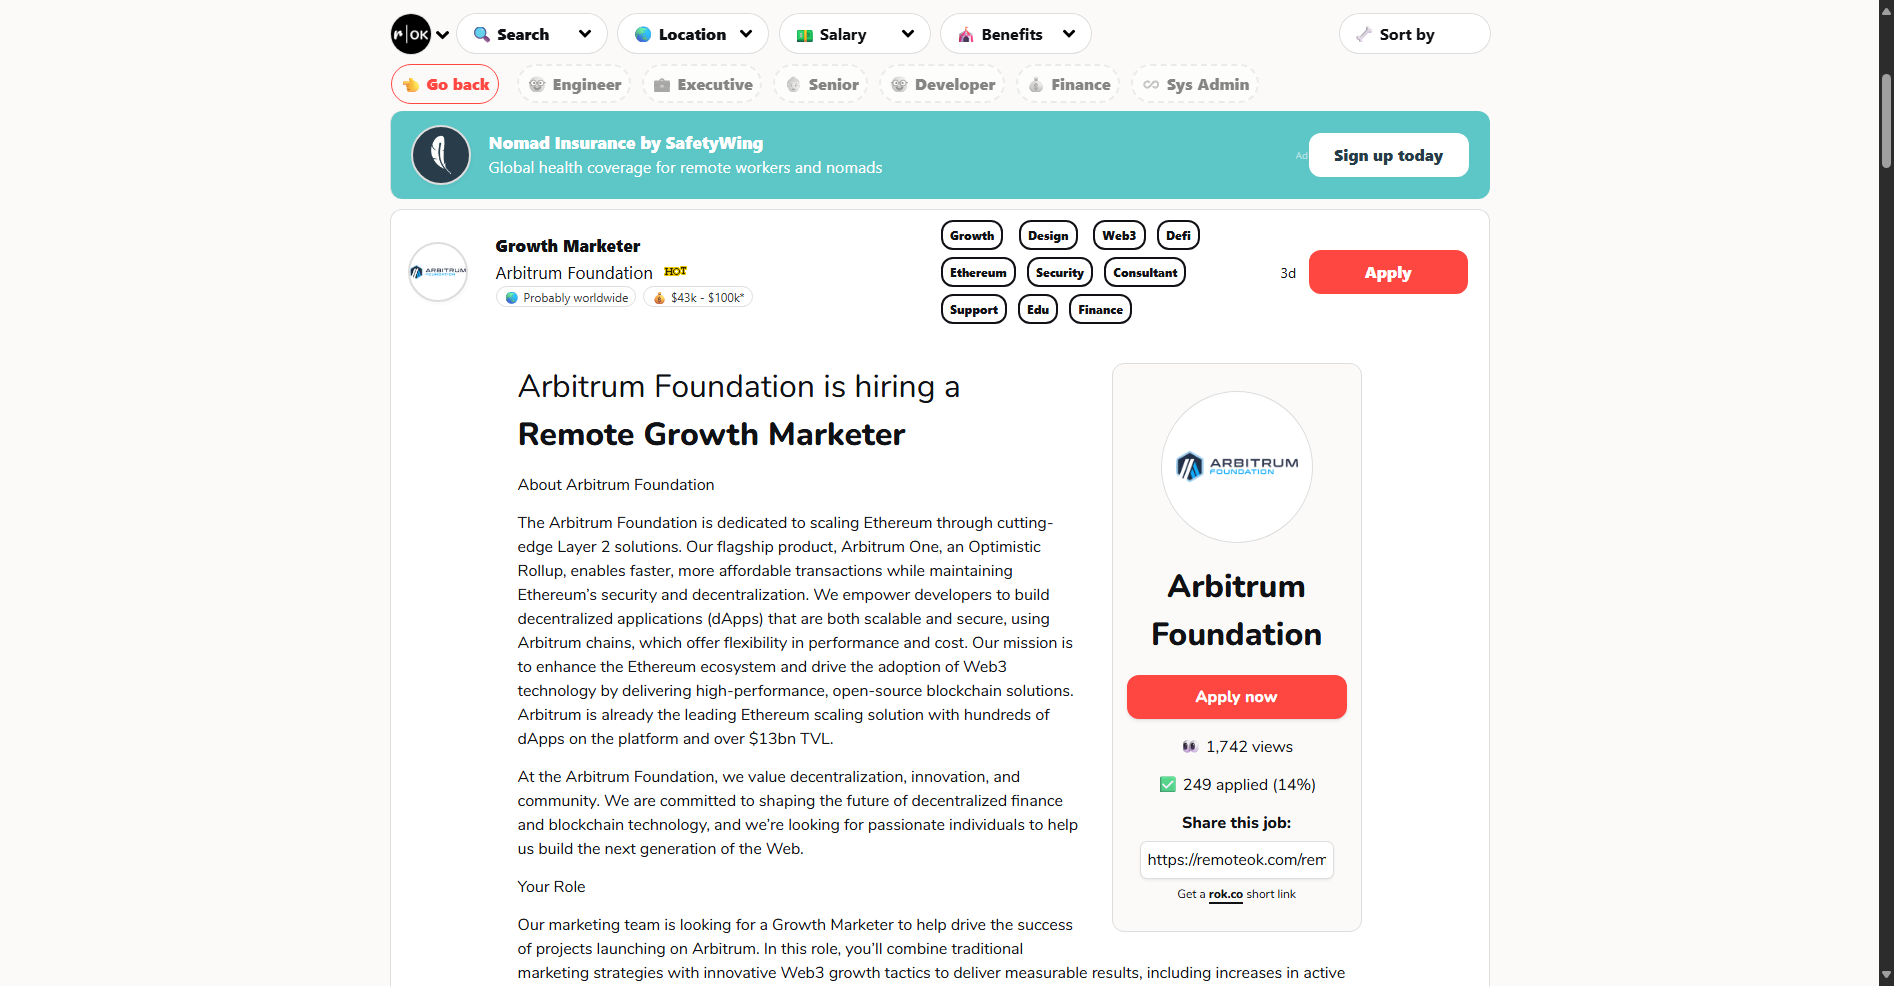 r|OK
Search
Location
Salary
Benefits
Sort by
Go back
Engineer
Executive
Senior
Developer
Finance
Sys Admin
Nomad Insurance by SafetyWing
Global health coverage for remote workers and nomads
Ad
Sign up today
ARBITRUM
FOUNDATION
Growth Marketer
Arbitrum Foundation HOT
Probably worldwide
$43k - $100k*
Growth Design Web3 Defi
Ethereum Security Consultant
Support Edu Finance
3d
Apply
Arbitrum Foundation is hiring a
Remote Growth Marketer
About Arbitrum Foundation
The Arbitrum Foundation is dedicated to scaling Ethereum through cutting-
edge Layer 2 solutions. Our flagship product, Arbitrum One, an Optimistic
Rollup, enables faster, more affordable transactions while maintaining
Ethereum’s security and decentralization. We empower developers to build
decentralized applications (dApps) that are both scalable and secure, using
Arbitrum chains, which offer flexibility in performance and cost. Our mission is
to enhance the Ethereum ecosystem and drive the adoption of Web3
technology by delivering high-performance, open-source blockchain solutions.
Arbitrum is already the leading Ethereum scaling solution with hundreds of
dApps on the platform and over $13bn TVL.
At the Arbitrum Foundation, we value decentralization, innovation, and
community. We are committed to shaping the future of decentralized finance
and blockchain technology, and we’re looking for passionate individuals to help
us build the next generation of the Web.
Your Role
Our marketing team is looking for a Growth Marketer to help drive the success
of projects launching on Arbitrum. In this role, you’ll combine traditional
marketing strategies with innovative Web3 growth tactics to deliver measurable results, including increases in active
ARBITRUM
FOUNDATION
Arbitrum
Foundation
Apply now
1,742 views
249 applied (14%)
Share this job:
https://remoteok.com/rem
Get a rok.co short link